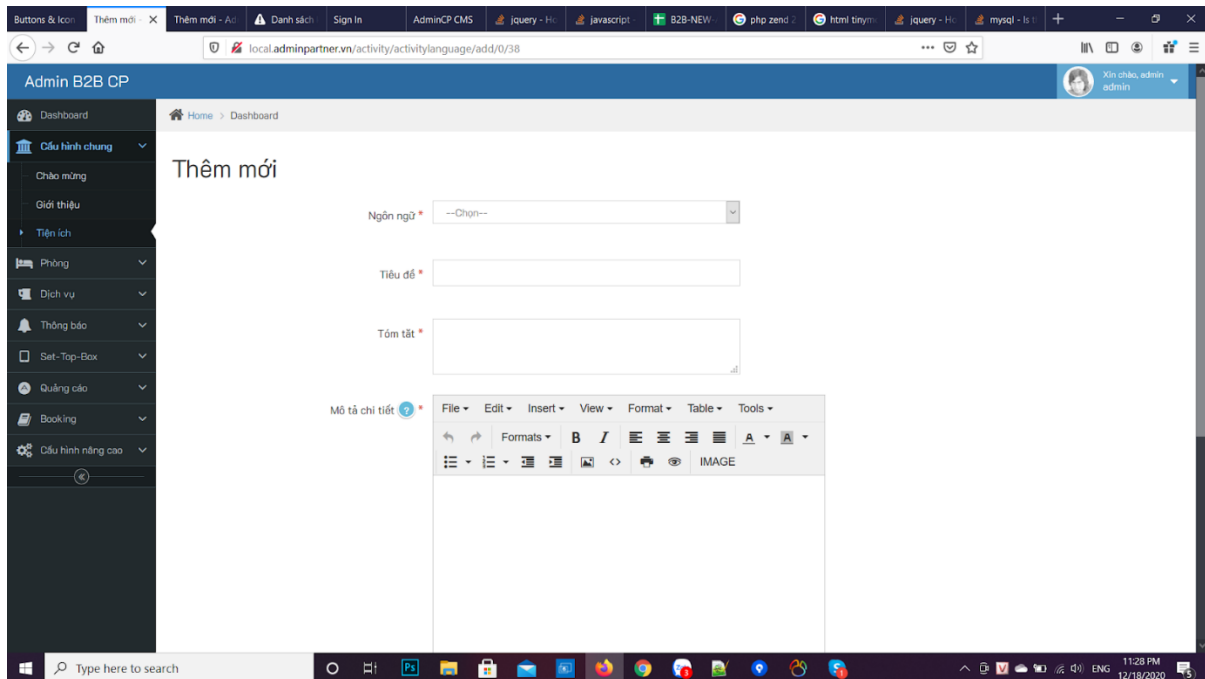 Buttons & Icon Thêm mới - Thêm mới - Ad Danh sách Sign In AdminCP CMS jquery - Ho javascript - B2B-NEW- php zend 2 html tinym jquery - Ho mysql - Is t
local.adminpartner.vn/activity/activitylanguage/add/0/38
Admin B2B CP
Xin chào, admin
admin
Dashboard
Home > Dashboard
Cấu hình chung
Thêm mới
Chào mừng
Giới thiệu
Ngôn ngữ * --Chọn--
Tiện ích
Phòng
Tiêu đề *
Dịch vụ
Thông báo
Tóm tắt *
Set-Top-Box
Quảng cáo
Mô tả chi tiết ? * File Edit Insert View Format Table Tools
Booking
Formats B I A A
Cấu hình nâng cao
IMAGE
Type here to search
Ps
ENG
11:28 PM
12/18/2020